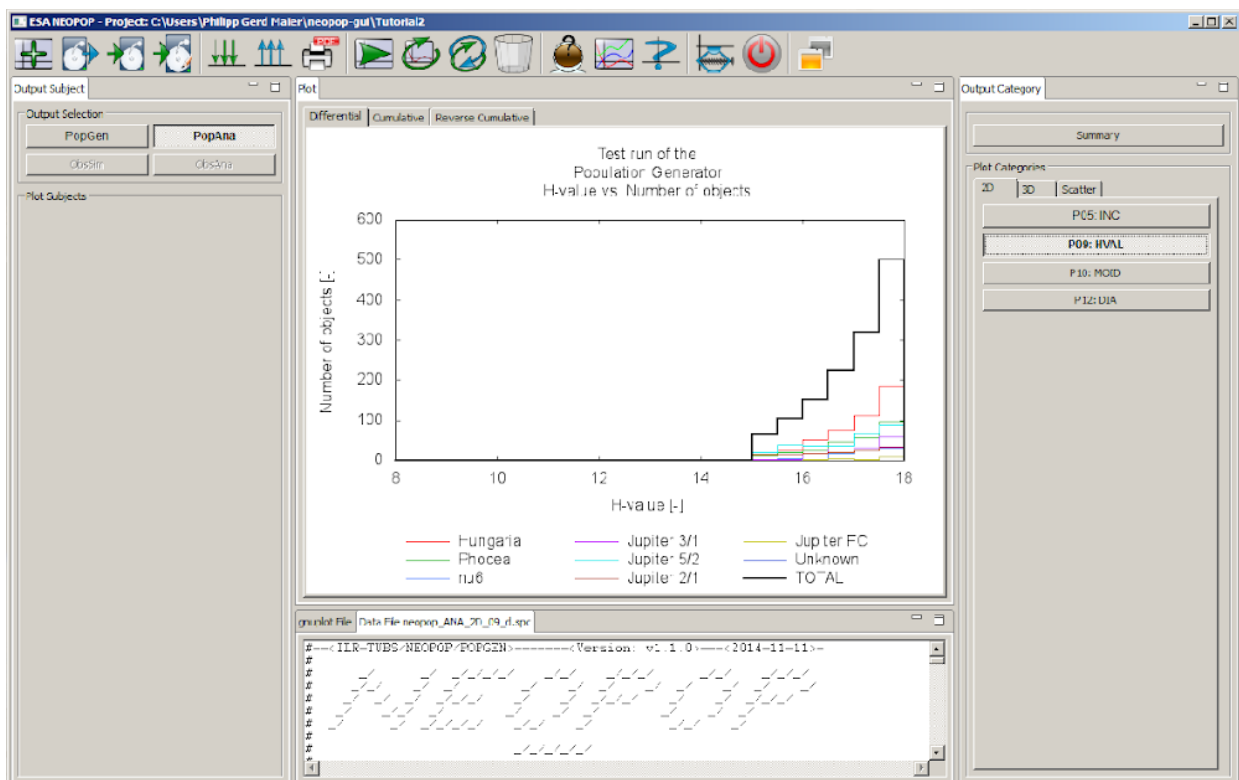 ESA NEOPOP - Project: C:\Users\Philipp Gerd Maier\neopop-gui\Tutorial2
Output Subject
Output Selection
PopGen
PopAna
ObsSim
ObsAna
Plot Subjects
Plot
Differential
Cumulative
Reverse Cumulative
Test run of the
Population Generator
H-value vs. Number of objects
Number of objects [-]
600
500
400
300
200
100
0
8
10
12
14
16
18
H-value [-]
Hungaria
Phocea
nu6
Jupiter 3/1
Jupiter 5/2
Jupiter 2/1
Jupiter FC
Unknown
TOTAL
gnuplot File
Data File neopop_ANA_2D_09_d.spc
#--<ILR-TUBS/NEOPOP/POPGEN>-------<Version: v1.1.0>---<2014-11-11>-
#
#
#
#
#
#
#
#
#
NEOPOP
Output Category
Summary
Plot Categories
2D
3D
Scatter
P05: INC
P09: HVAL
P10: MOID
P12: DIA